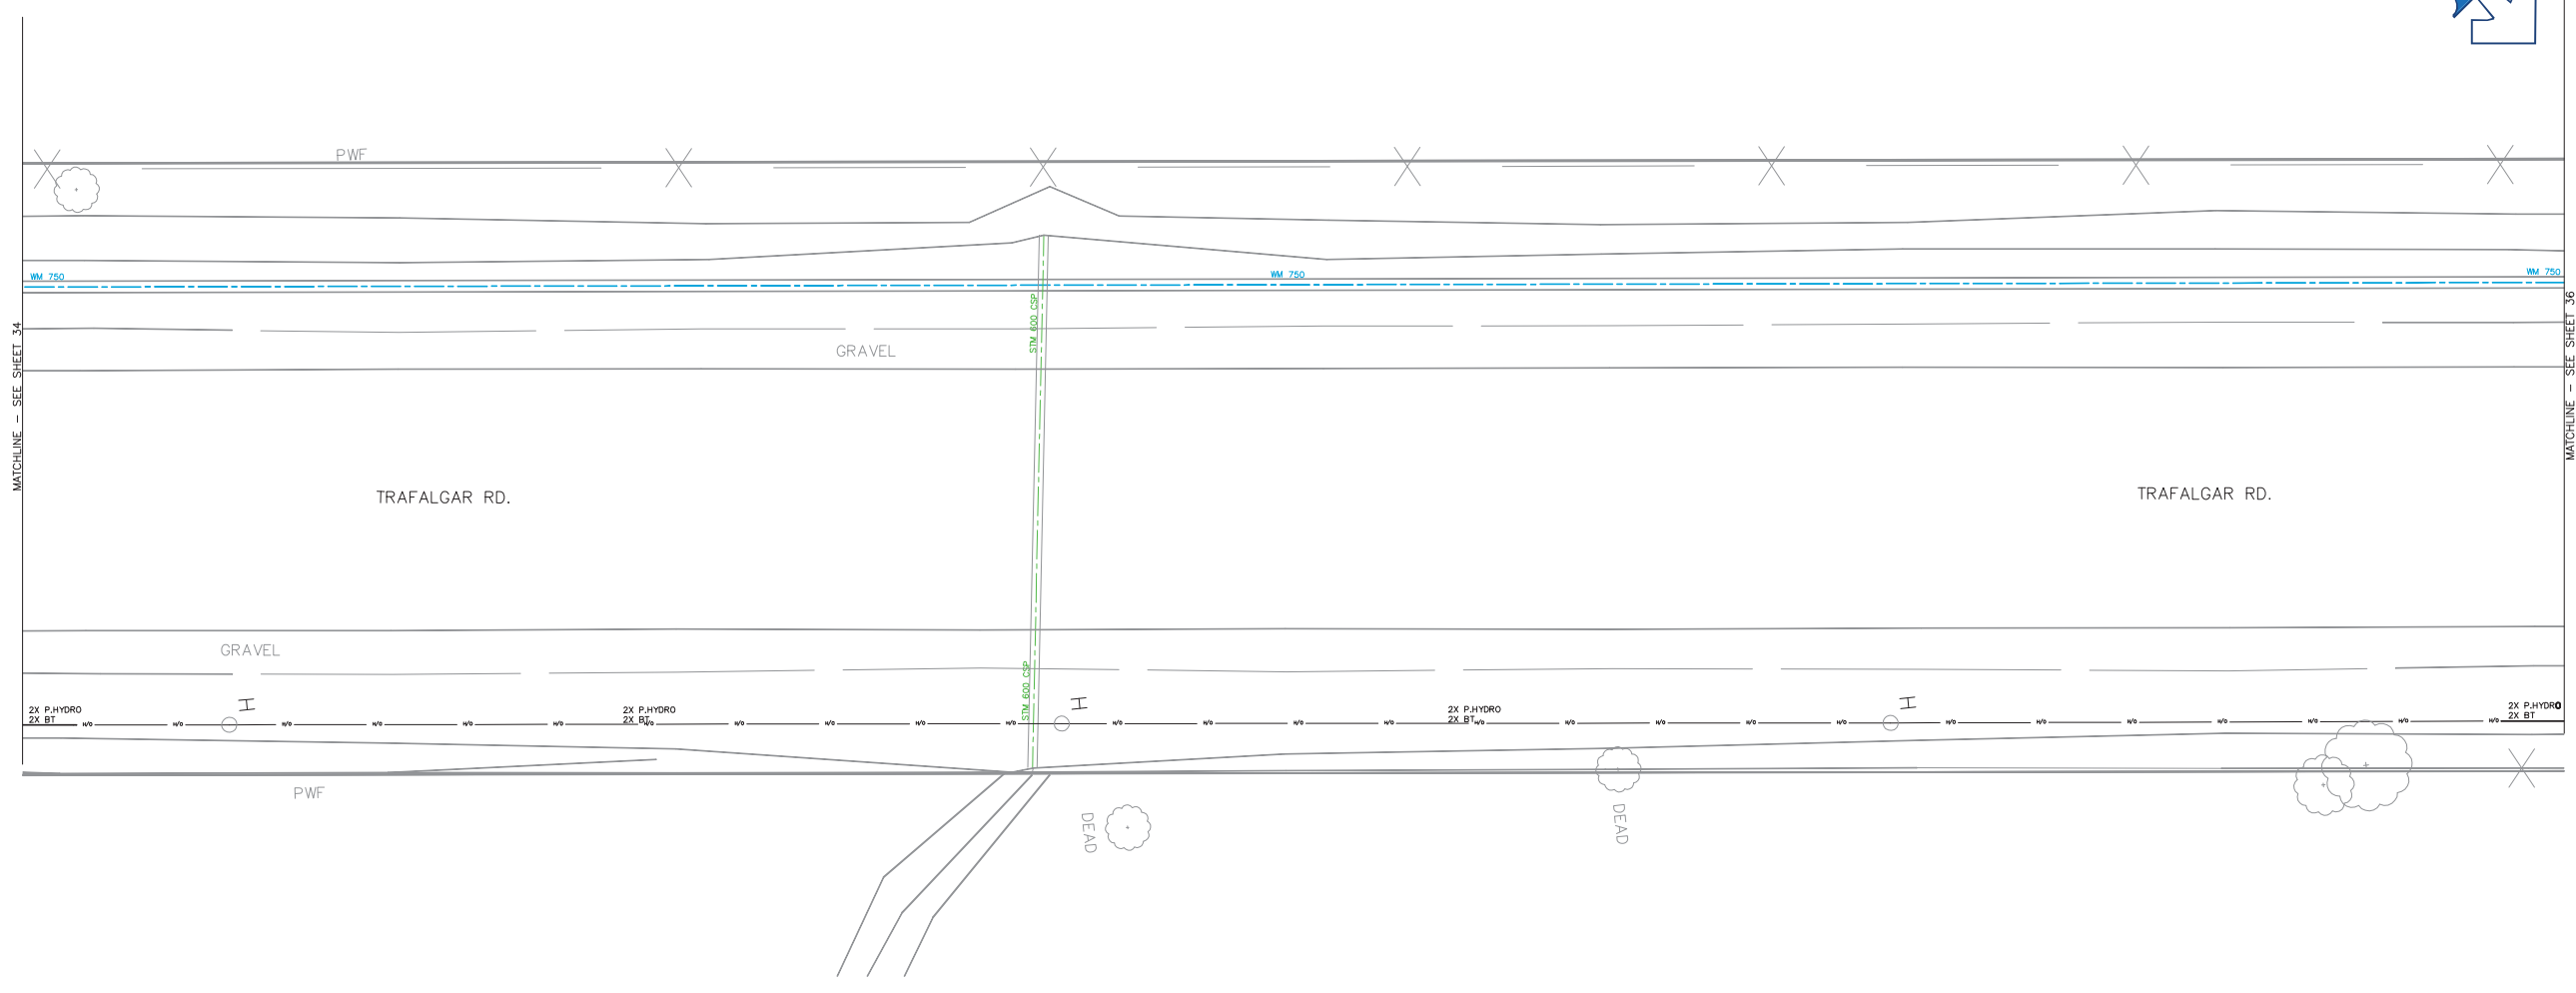 PWF
WM 750
WM 750
WM 750
MATCHLINE - SEE SHEET 34
MATCHLINE - SEE SHEET 36
STM 600 CSP
GRAVEL
TRAFALGAR RD.
TRAFALGAR RD.
GRAVEL
STM 600 CSP
H
H
H
2X P.HYDRO
2X BT
2X P.HYDRO
2X BT
2X P.HYDRO
2X BT
2X P.HYDRO
2X BT
H/O H/O H/O H/O H/O H/O H/O H/O H/O H/O H/O H/O H/O H/O H/O H/O H/O H/O H/O H/O H/O H/O H/O H/O H/O H/O H/O
PWF
DEAD
DEAD